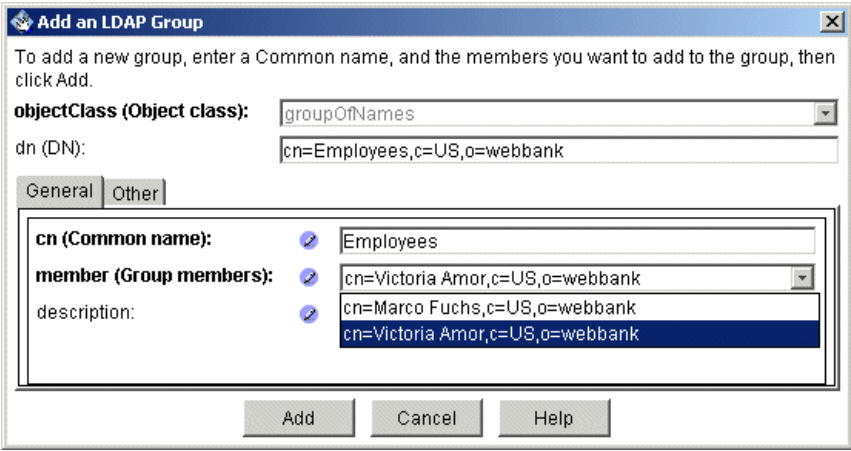 Add an LDAP Group
To add a new group, enter a Common name, and the members you want to add to the group, then
click Add.
objectClass (Object class): groupOfNames
dn (DN): cn=Employees,c=US,o=webbank
General Other
cn (Common name): Employees
member (Group members): cn=Victoria Amor,c=US,o=webbank
description: cn=Marco Fuchs,c=US,o=webbank
cn=Victoria Amor,c=US,o=webbank
Add Cancel Help